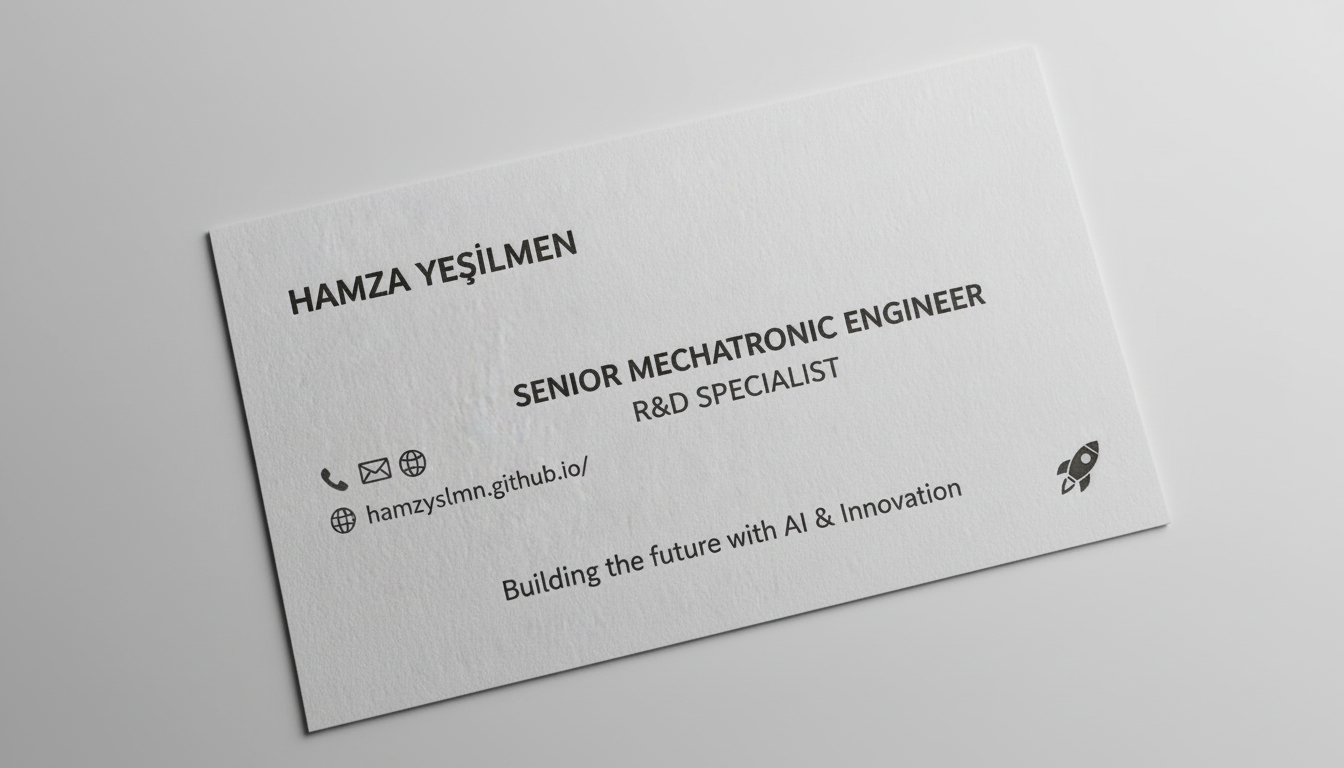 HAMZA YEŞİLMEN
SENIOR MECHATRONIC ENGINEER
R&D SPECIALIST
hamzyslmn.github.io/
Building the future with AI & Innovation